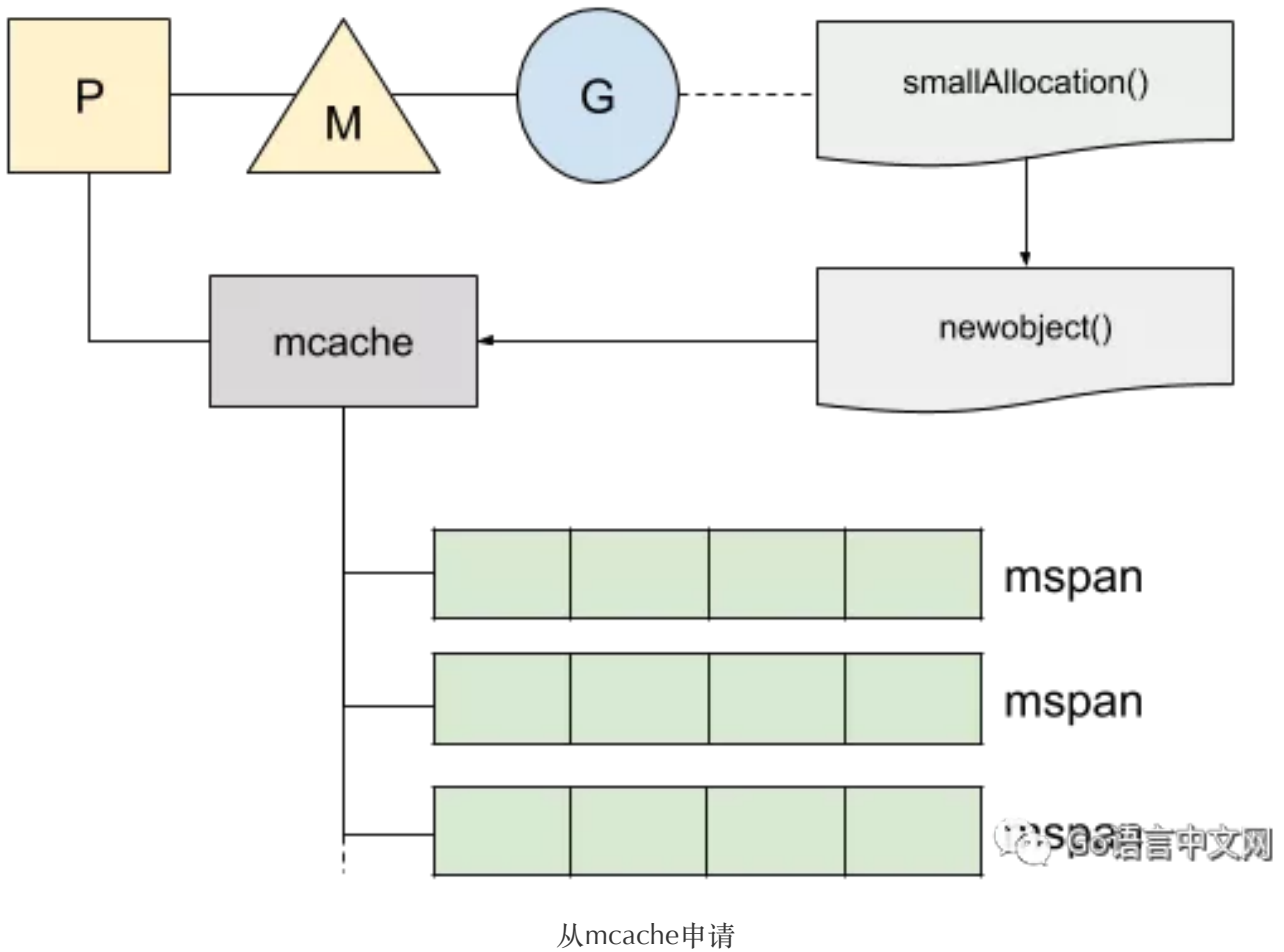 P
M
G
smallAllocation()
mcache
newobject()
mspan
mspan
mspan
Go语言中文网
从mcache申请